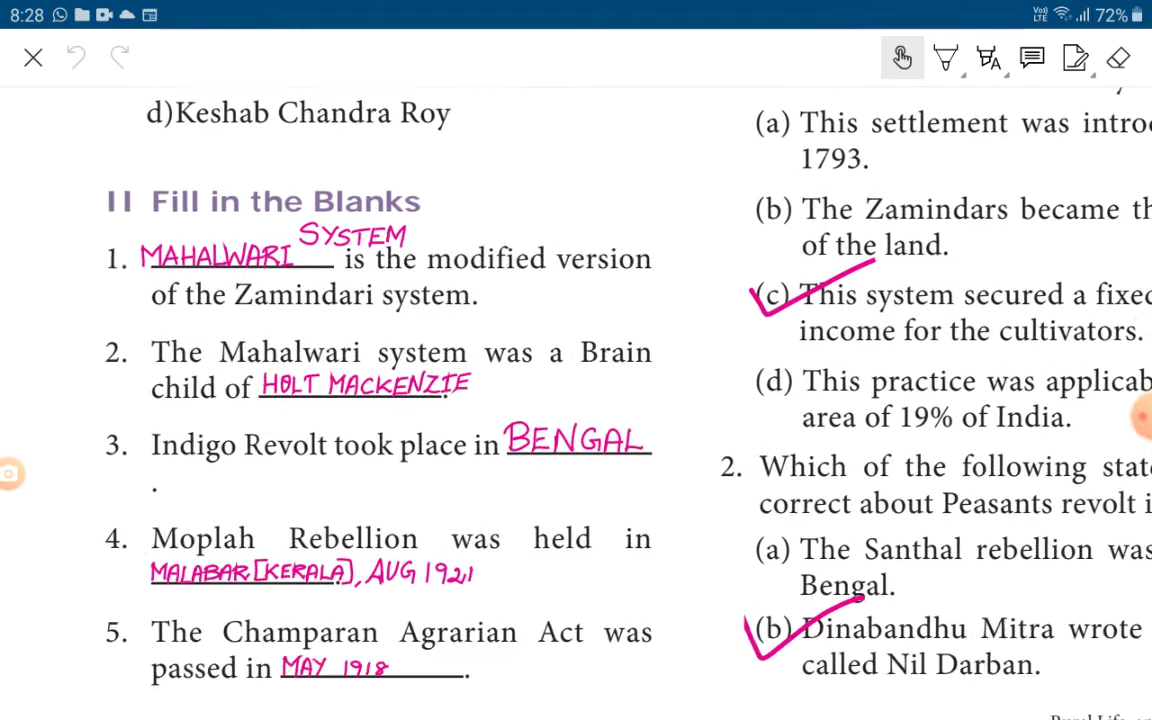 8:28
Vo)) LTE 72%
d)Keshab Chandra Roy
II Fill in the Blanks
SYSTEM
1. MAHALWARI is the modified version
of the Zamindari system.
2. The Mahalwari system was a Brain
child of HOLT MACKENZIE.
3. Indigo Revolt took place in BENGAL
.
4. Moplah Rebellion was held in
MALABAR [KERALA], AUG 1921
5. The Champaran Agrarian Act was
passed in MAY 1918.
(a) This settlement was intro
1793.
(b) The Zamindars became th
of the land.
(c) This system secured a fixed
income for the cultivators.
(d) This practice was applicab
area of 19% of India.
2. Which of the following state
correct about Peasants revolt i
(a) The Santhal rebellion was
Bengal.
(b) Dinabandhu Mitra wrote
called Nil Darban.